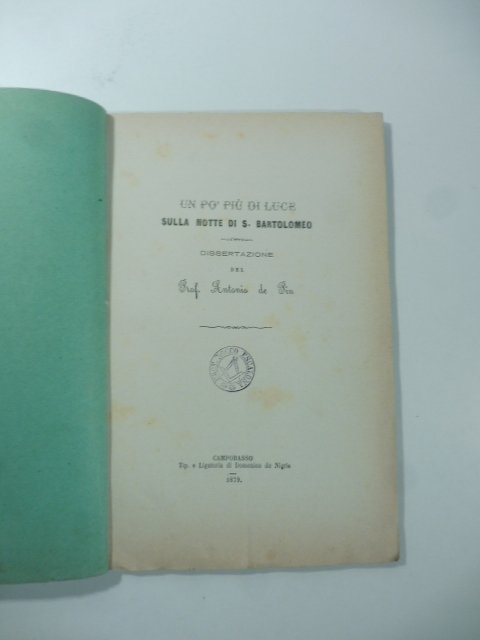 UN PO' PIÙ DI LUCE
SULLA NOTTE DI S. BARTOLOMEO
DISSERTAZIONE
DEL
Prof. Antonio de
CAMPOBASSO
Tip. e Legatoria di Domenico de Nigris
1879.